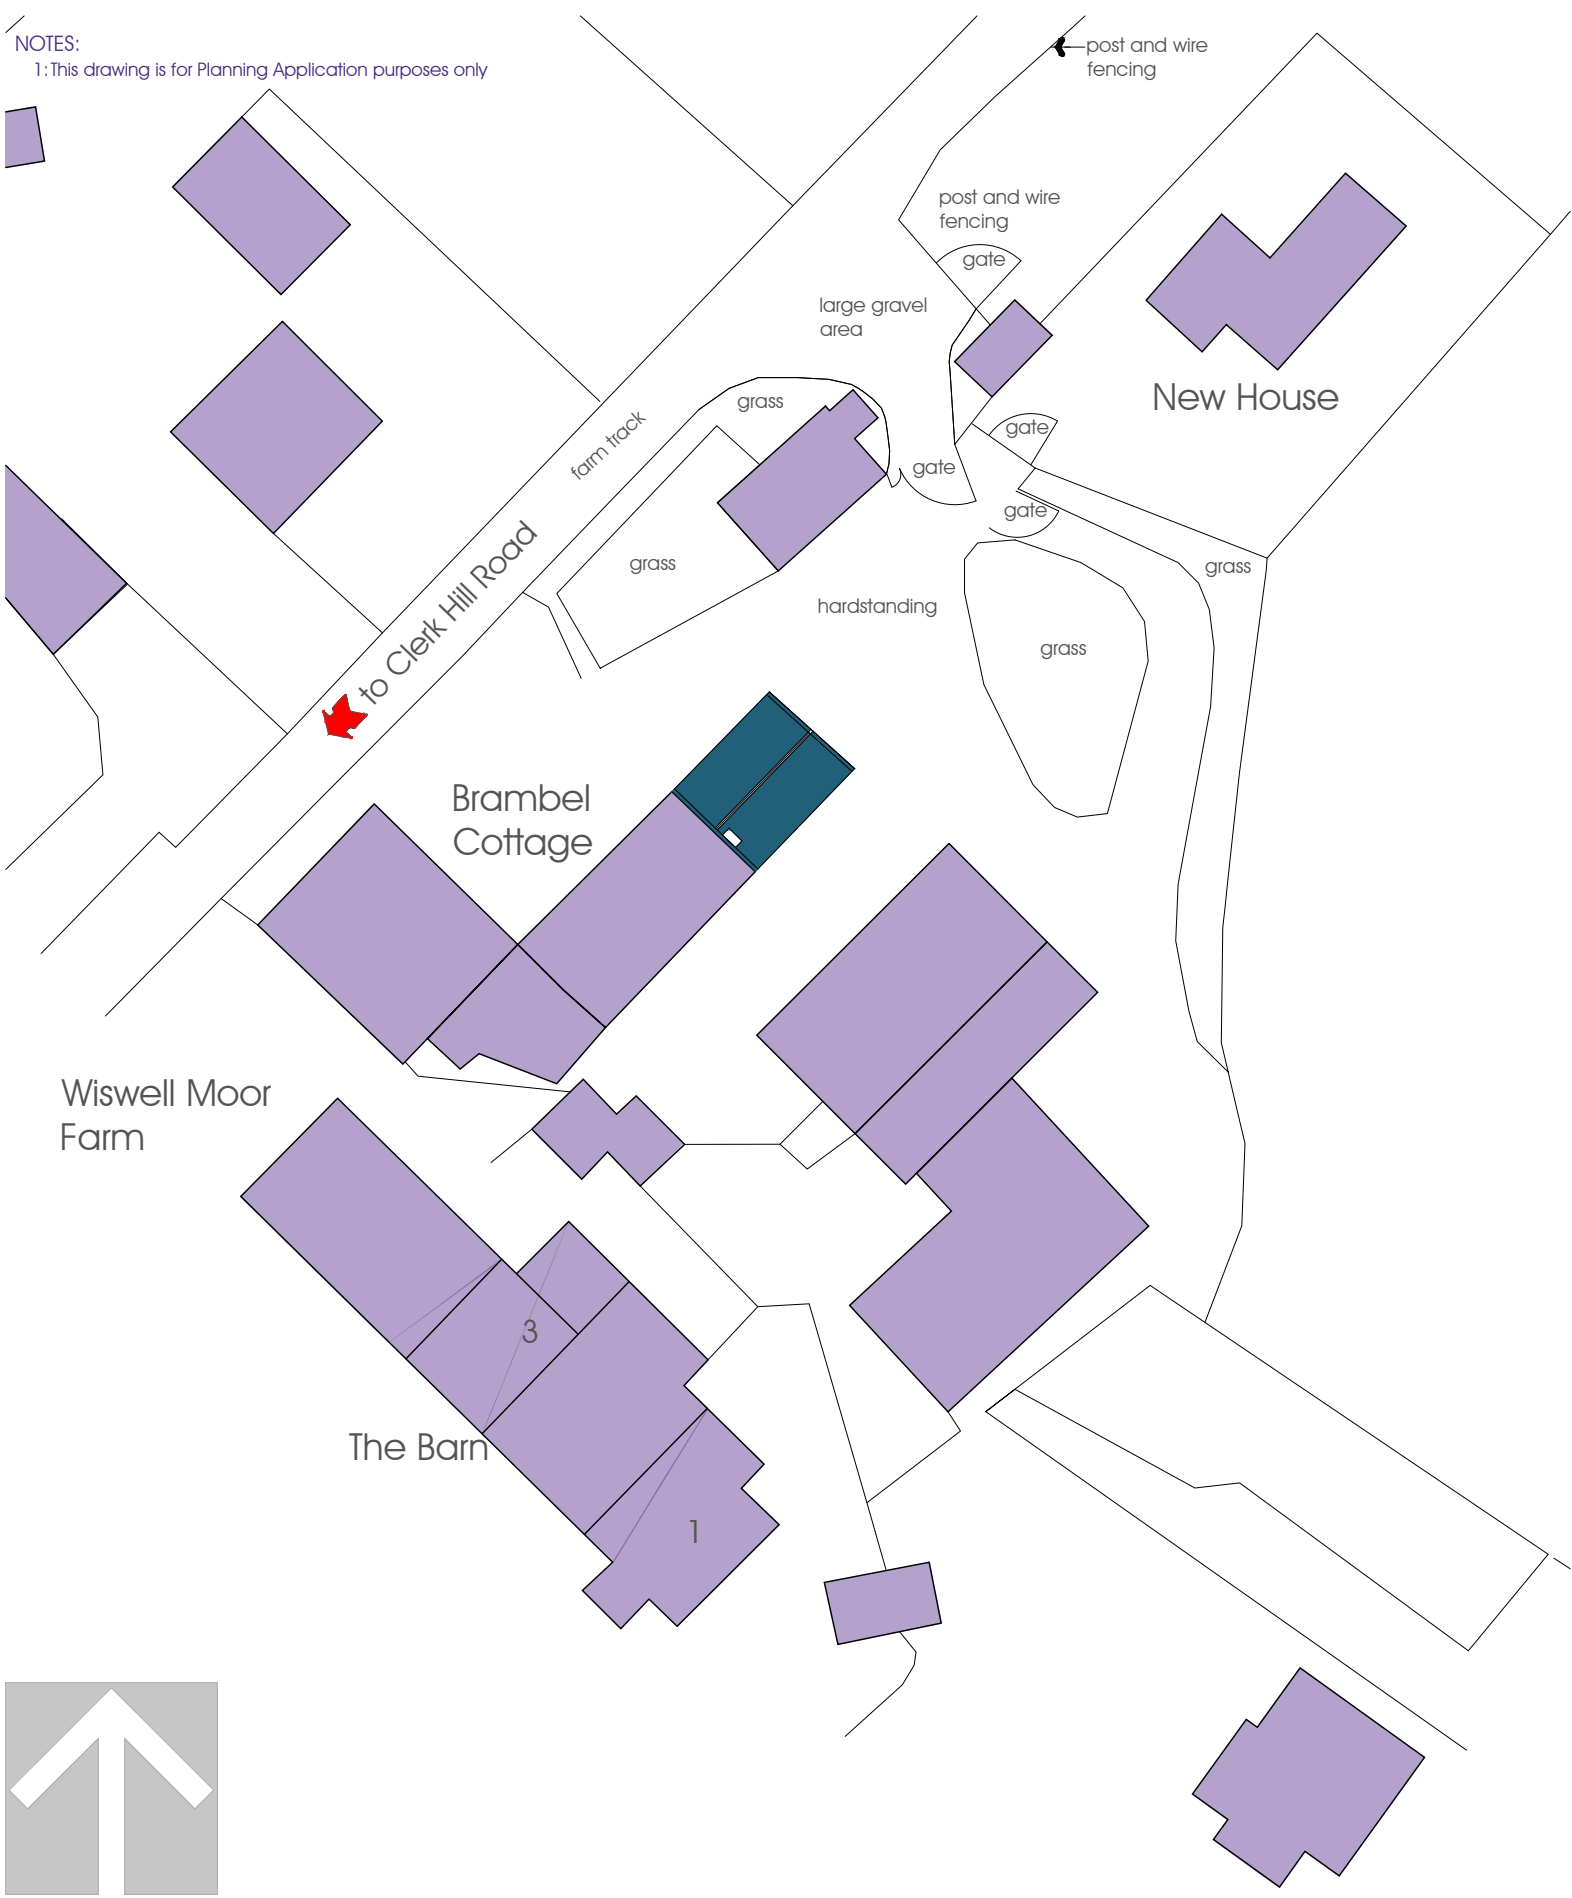 NOTES:
1: This drawing is for Planning Application purposes only
post and wire
fencing
post and wire
fencing
gate
large gravel
area
New House
grass
farm track
gate
gate
gate
to Clerk Hill Road
grass
grass
hardstanding
grass
Brambel
Cottage
Wiswell Moor
Farm
3
The Barn
1